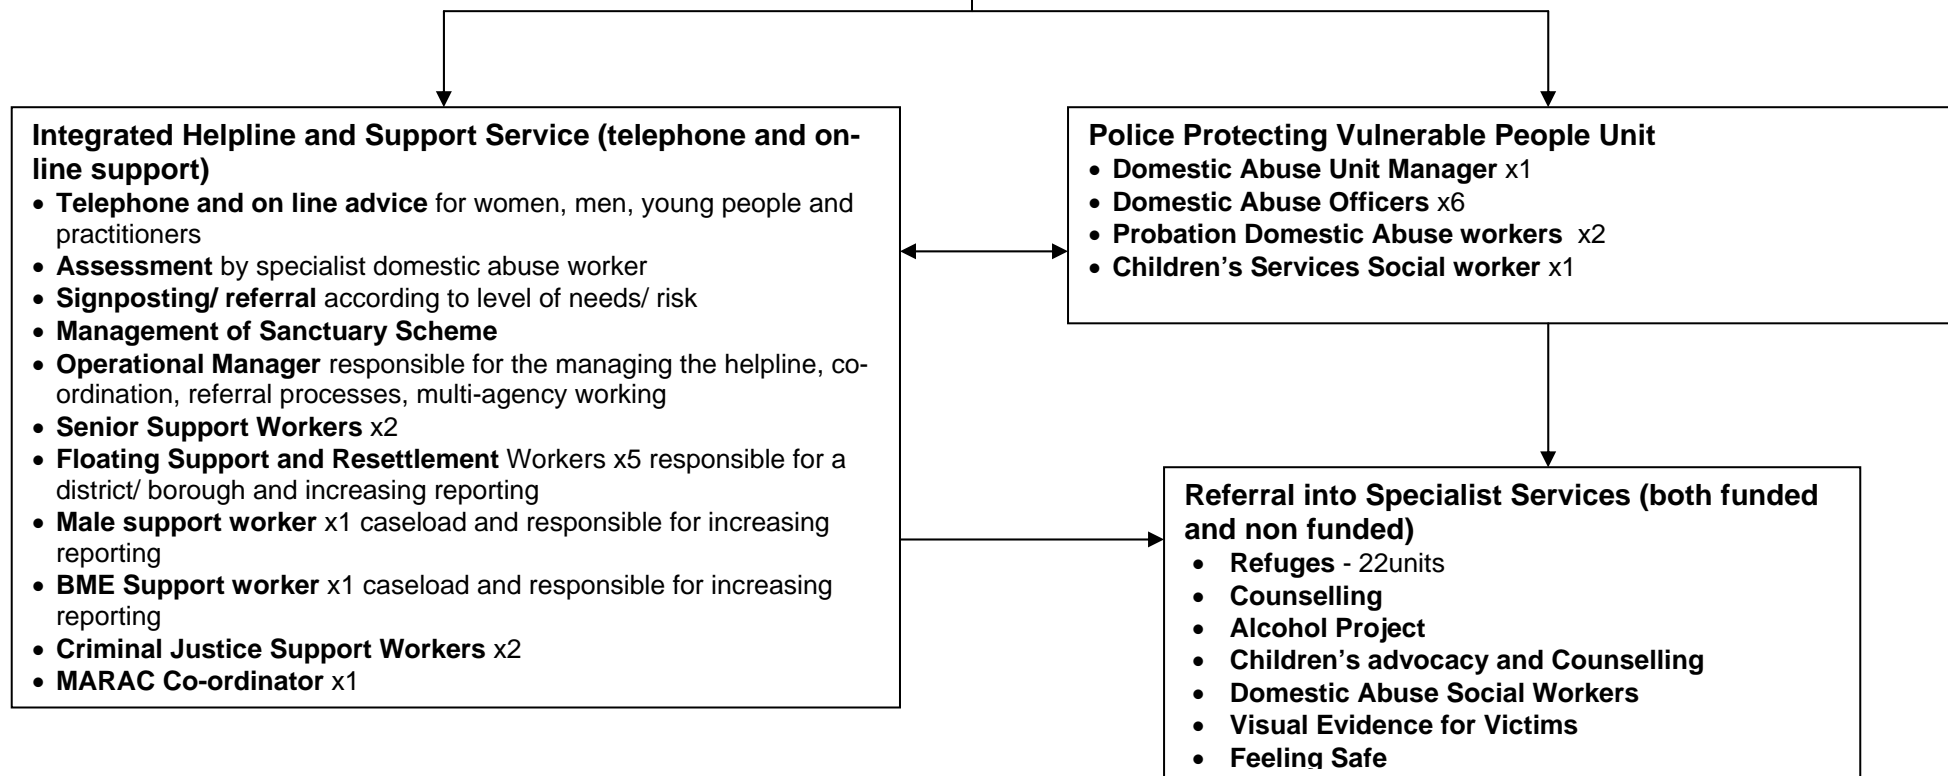 Integrated Helpline and Support Service (telephone and on-
line support)
• Telephone and on line advice for women, men, young people and
practitioners
• Assessment by specialist domestic abuse worker
• Signposting/ referral according to level of needs/ risk
• Management of Sanctuary Scheme
• Operational Manager responsible for the managing the helpline, co-
ordination, referral processes, multi-agency working
• Senior Support Workers x2
• Floating Support and Resettlement Workers x5 responsible for a
district/ borough and increasing reporting
• Male support worker x1 caseload and responsible for increasing
reporting
• BME Support worker x1 caseload and responsible for increasing
reporting
• Criminal Justice Support Workers x2
• MARAC Co-ordinator x1
Police Protecting Vulnerable People Unit
• Domestic Abuse Unit Manager x1
• Domestic Abuse Officers x6
• Probation Domestic Abuse workers x2
• Children's Services Social worker x1
Referral into Specialist Services (both funded
and non funded)
• Refuges - 22units
• Counselling
• Alcohol Project
• Children's advocacy and Counselling
• Domestic Abuse Social Workers
• Visual Evidence for Victims
• Feeling Safe